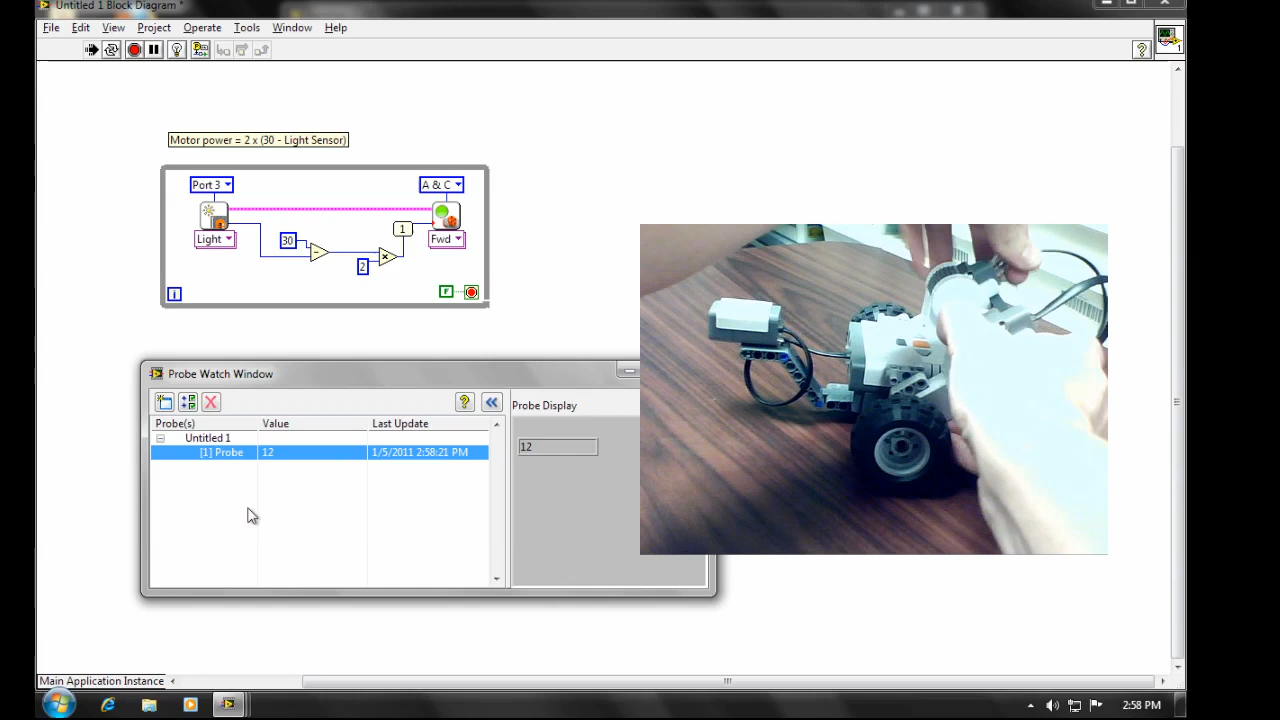 Untitled 1 Block Diagram *
File Edit View Project Operate Tools Window Help
?
1
Motor power = 2 x (30 - Light Sensor)
Port 3
A & C
1
Light
30
Fwd
2
i
F
Probe Watch Window
?
Probe(s) Value Last Update
Probe Display
Untitled 1
[1] Probe 12 1/5/2011 2:58:21 PM
12
Main Application Instance
2:58 PM